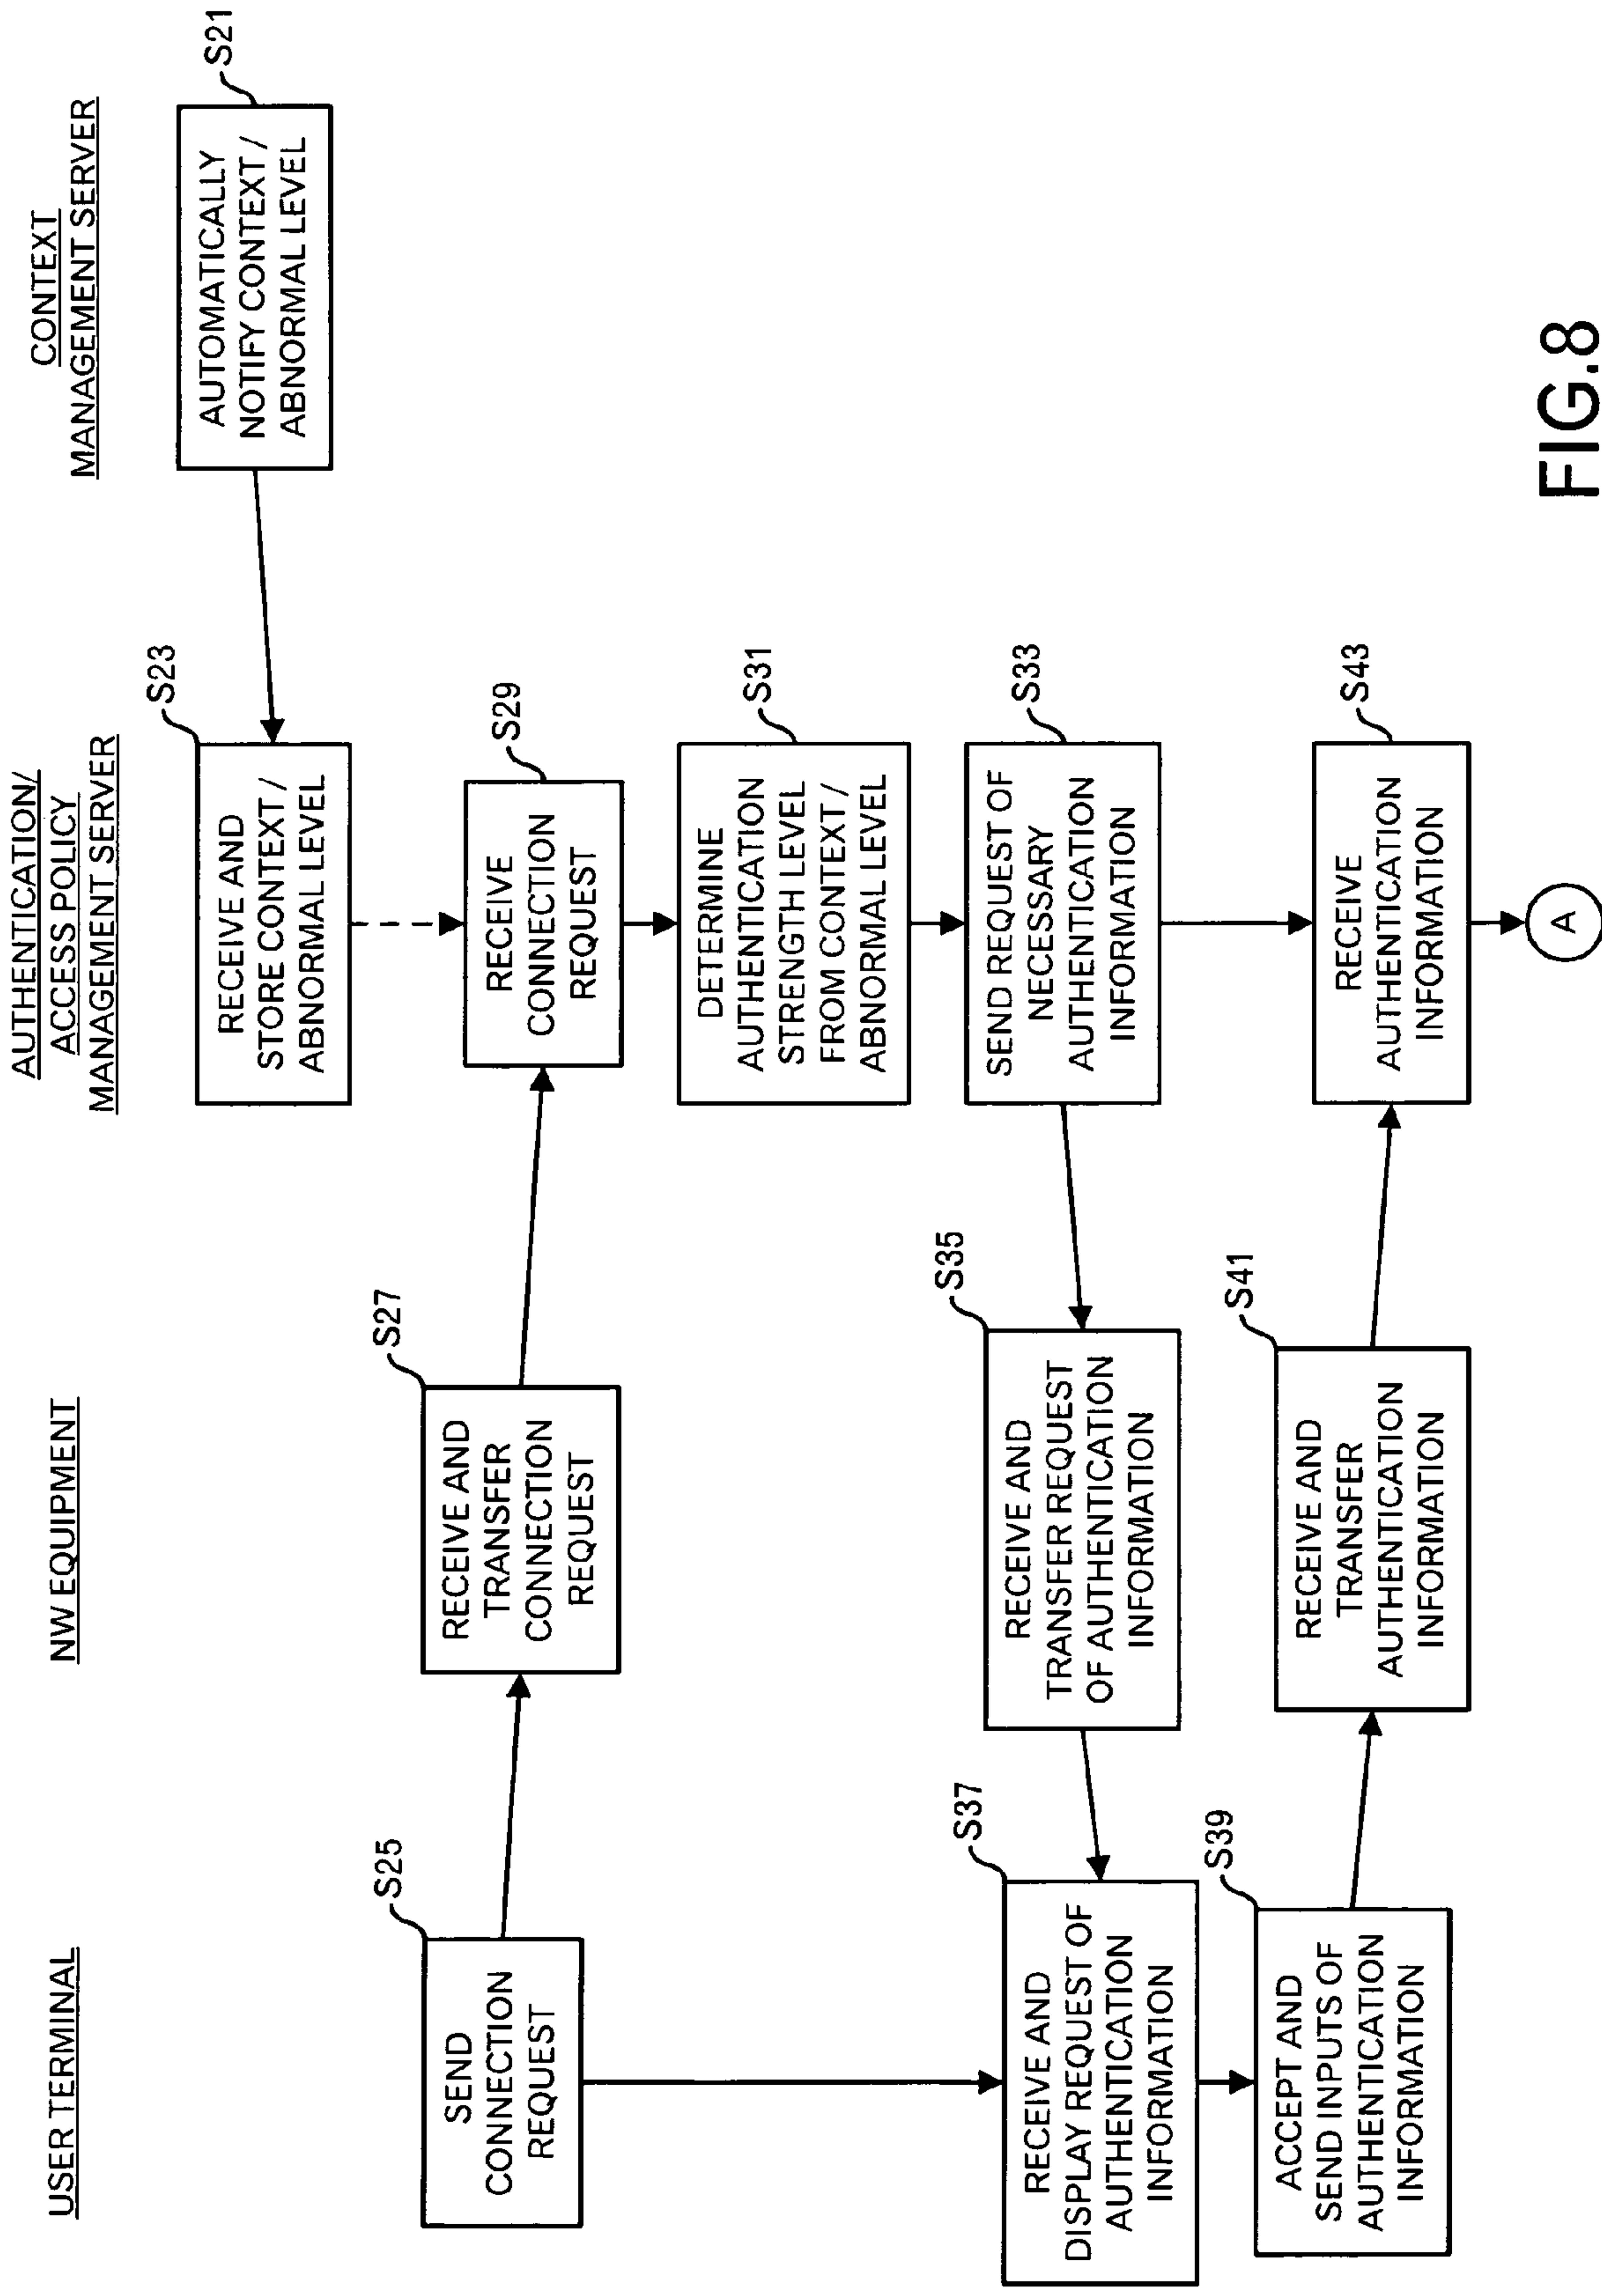 USER TERMINAL
NW EQUIPMENT
AUTHENTICATION/
ACCESS POLICY
MANAGEMENT SERVER
CONTEXT
MANAGEMENT SERVER
S21
AUTOMATICALLY
NOTIFY CONTEXT /
ABNORMAL LEVEL
S23
RECEIVE AND
STORE CONTEXT /
ABNORMAL LEVEL
S25
SEND
CONNECTION
REQUEST
S27
RECEIVE AND
TRANSFER
CONNECTION
REQUEST
S29
RECEIVE
CONNECTION
REQUEST
S31
DETERMINE
AUTHENTICATION
STRENGTH LEVEL
FROM CONTEXT /
ABNORMAL LEVEL
S33
SEND REQUEST OF
NECESSARY
AUTHENTICATION
INFORMATION
S35
RECEIVE AND
TRANSFER REQUEST
OF AUTHENTICATION
INFORMATION
S37
RECEIVE AND
DISPLAY REQUEST OF
AUTHENTICATION
INFORMATION
S39
ACCEPT AND
SEND INPUTS OF
AUTHENTICATION
INFORMATION
S41
RECEIVE AND
TRANSFER
AUTHENTICATION
INFORMATION
S43
RECEIVE
AUTHENTICATION
INFORMATION
A
FIG.8